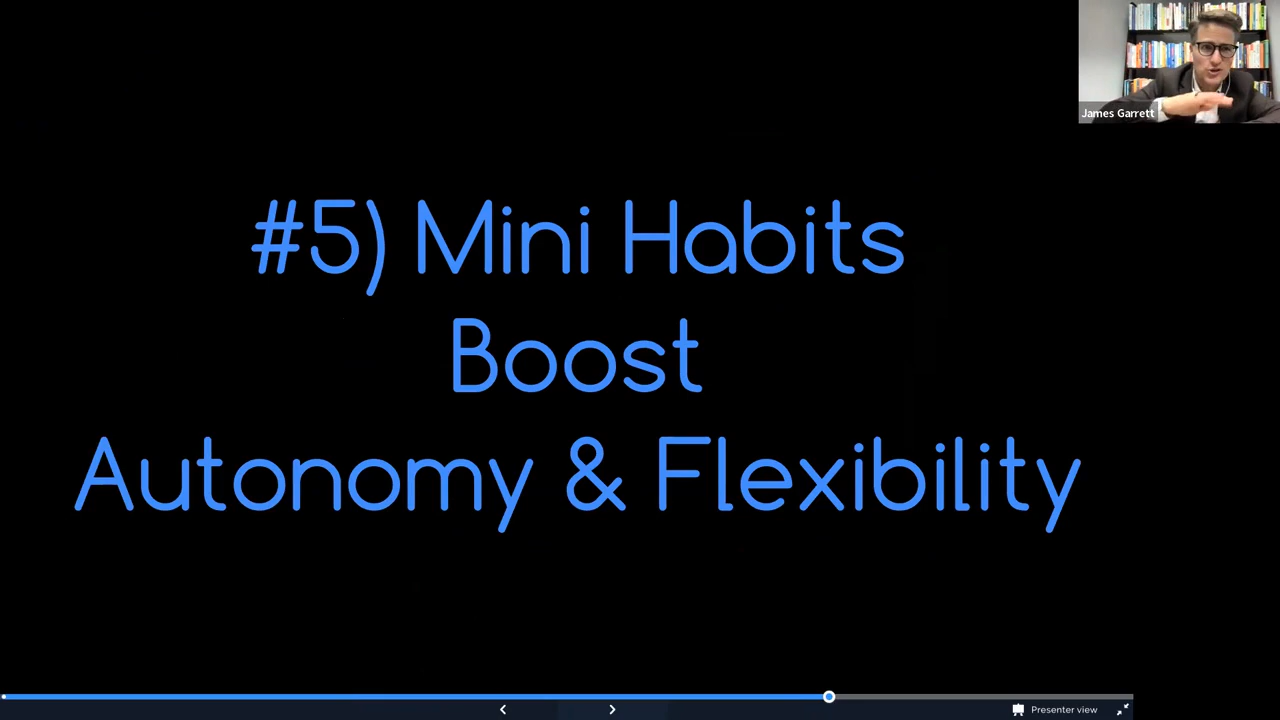 James Garrett
#5) Mini Habits
Boost
Autonomy & Flexibility
Presenter view